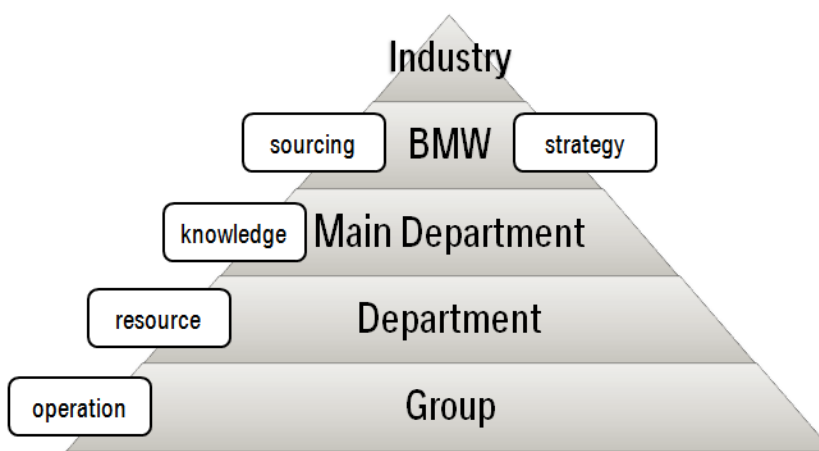 Industry
sourcing BMW strategy
knowledge Main Department
resource Department
operation Group